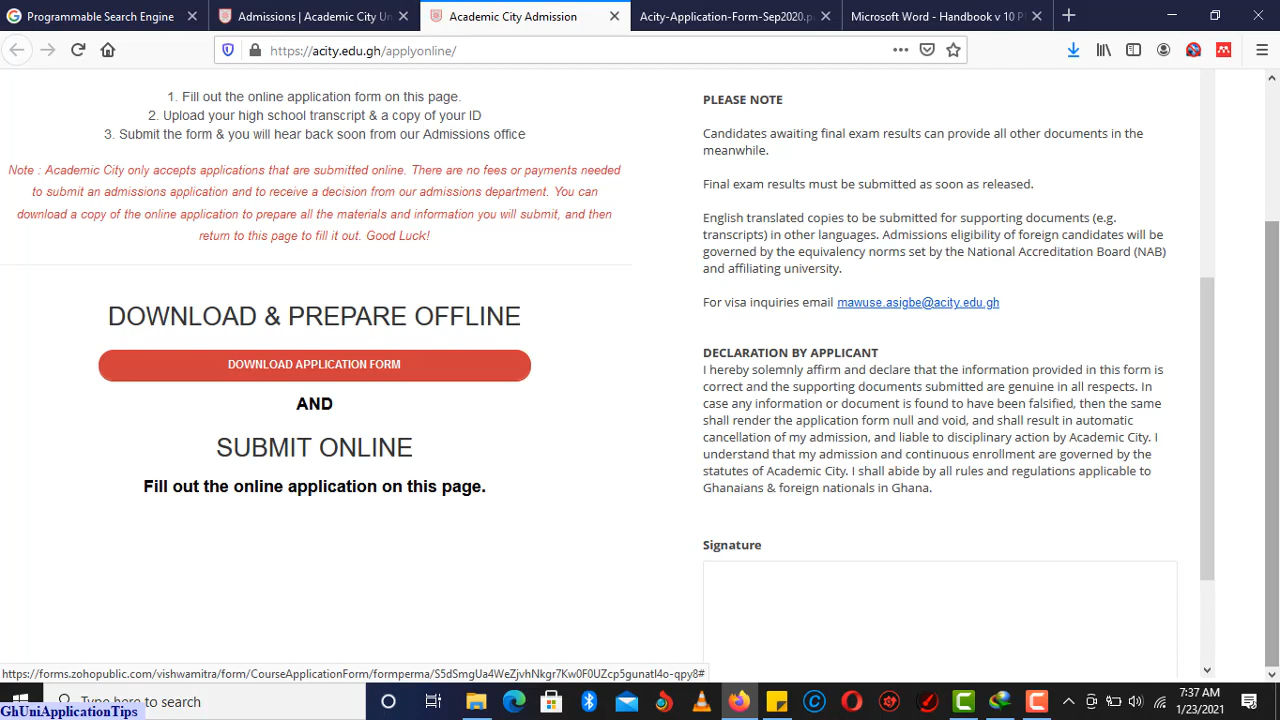 Programmable Search Engine
Admissions | Academic City Un
Academic City Admission
Acity-Application-Form-Sep2020.p
Microsoft Word - Handbook v 10 P
https://acity.edu.gh/applyonline/
1. Fill out the online application form on this page.
2. Upload your high school transcript & a copy of your ID
3. Submit the form & you will hear back soon from our Admissions office
Note : Academic City only accepts applications that are submitted online. There are no fees or payments needed
to submit an admissions application and to receive a decision from our admissions department. You can
download a copy of the online application to prepare all the materials and information you will submit, and then
return to this page to fill it out. Good Luck!
DOWNLOAD & PREPARE OFFLINE
DOWNLOAD APPLICATION FORM
AND
SUBMIT ONLINE
Fill out the online application on this page.
PLEASE NOTE
Candidates awaiting final exam results can provide all other documents in the
meanwhile.
Final exam results must be submitted as soon as released.
English translated copies to be submitted for supporting documents (e.g.
transcripts) in other languages. Admissions eligibility of foreign candidates will be
governed by the equivalency norms set by the National Accreditation Board (NAB)
and affiliating university.
For visa inquiries email mawuse.asigbe@acity.edu.gh
DECLARATION BY APPLICANT
I hereby solemnly affirm and declare that the information provided in this form is
correct and the supporting documents submitted are genuine in all respects. In
case any information or document is found to have been falsified, then the same
shall render the application form null and void, and shall result in automatic
cancellation of my admission, and liable to disciplinary action by Academic City. I
understand that my admission and continuous enrollment are governed by the
statutes of Academic City. I shall abide by all rules and regulations applicable to
Ghanaians & foreign nationals in Ghana.
Signature
https://forms.zohopublic.com/vishwamitra/form/CourseApplicationForm/formperma/S5dSmgUa4WeZjvhNkgr7Kw0F0UZcp5gunatI4o-qpy8#
Type here to search
7:37 AM
1/23/2021
GhUniApplicationTips